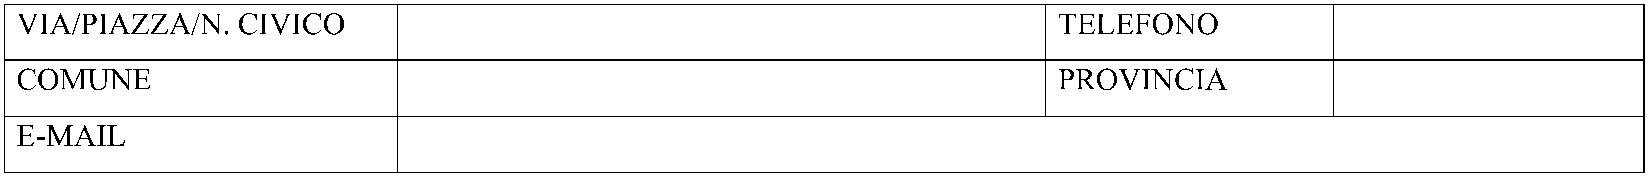 VIA/PIAZZA/N. CIVICO TELEFONO
COMUNE PROVINCIA
E-MAIL